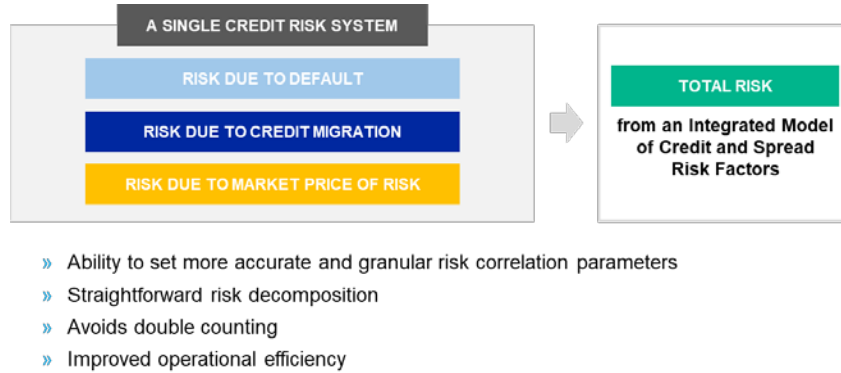 A SINGLE CREDIT RISK SYSTEM
RISK DUE TO DEFAULT
RISK DUE TO CREDIT MIGRATION
RISK DUE TO MARKET PRICE OF RISK
TOTAL RISK
from an Integrated Model
of Credit and Spread
Risk Factors
» Ability to set more accurate and granular risk correlation parameters
» Straightforward risk decomposition
» Avoids double counting
» Improved operational efficiency